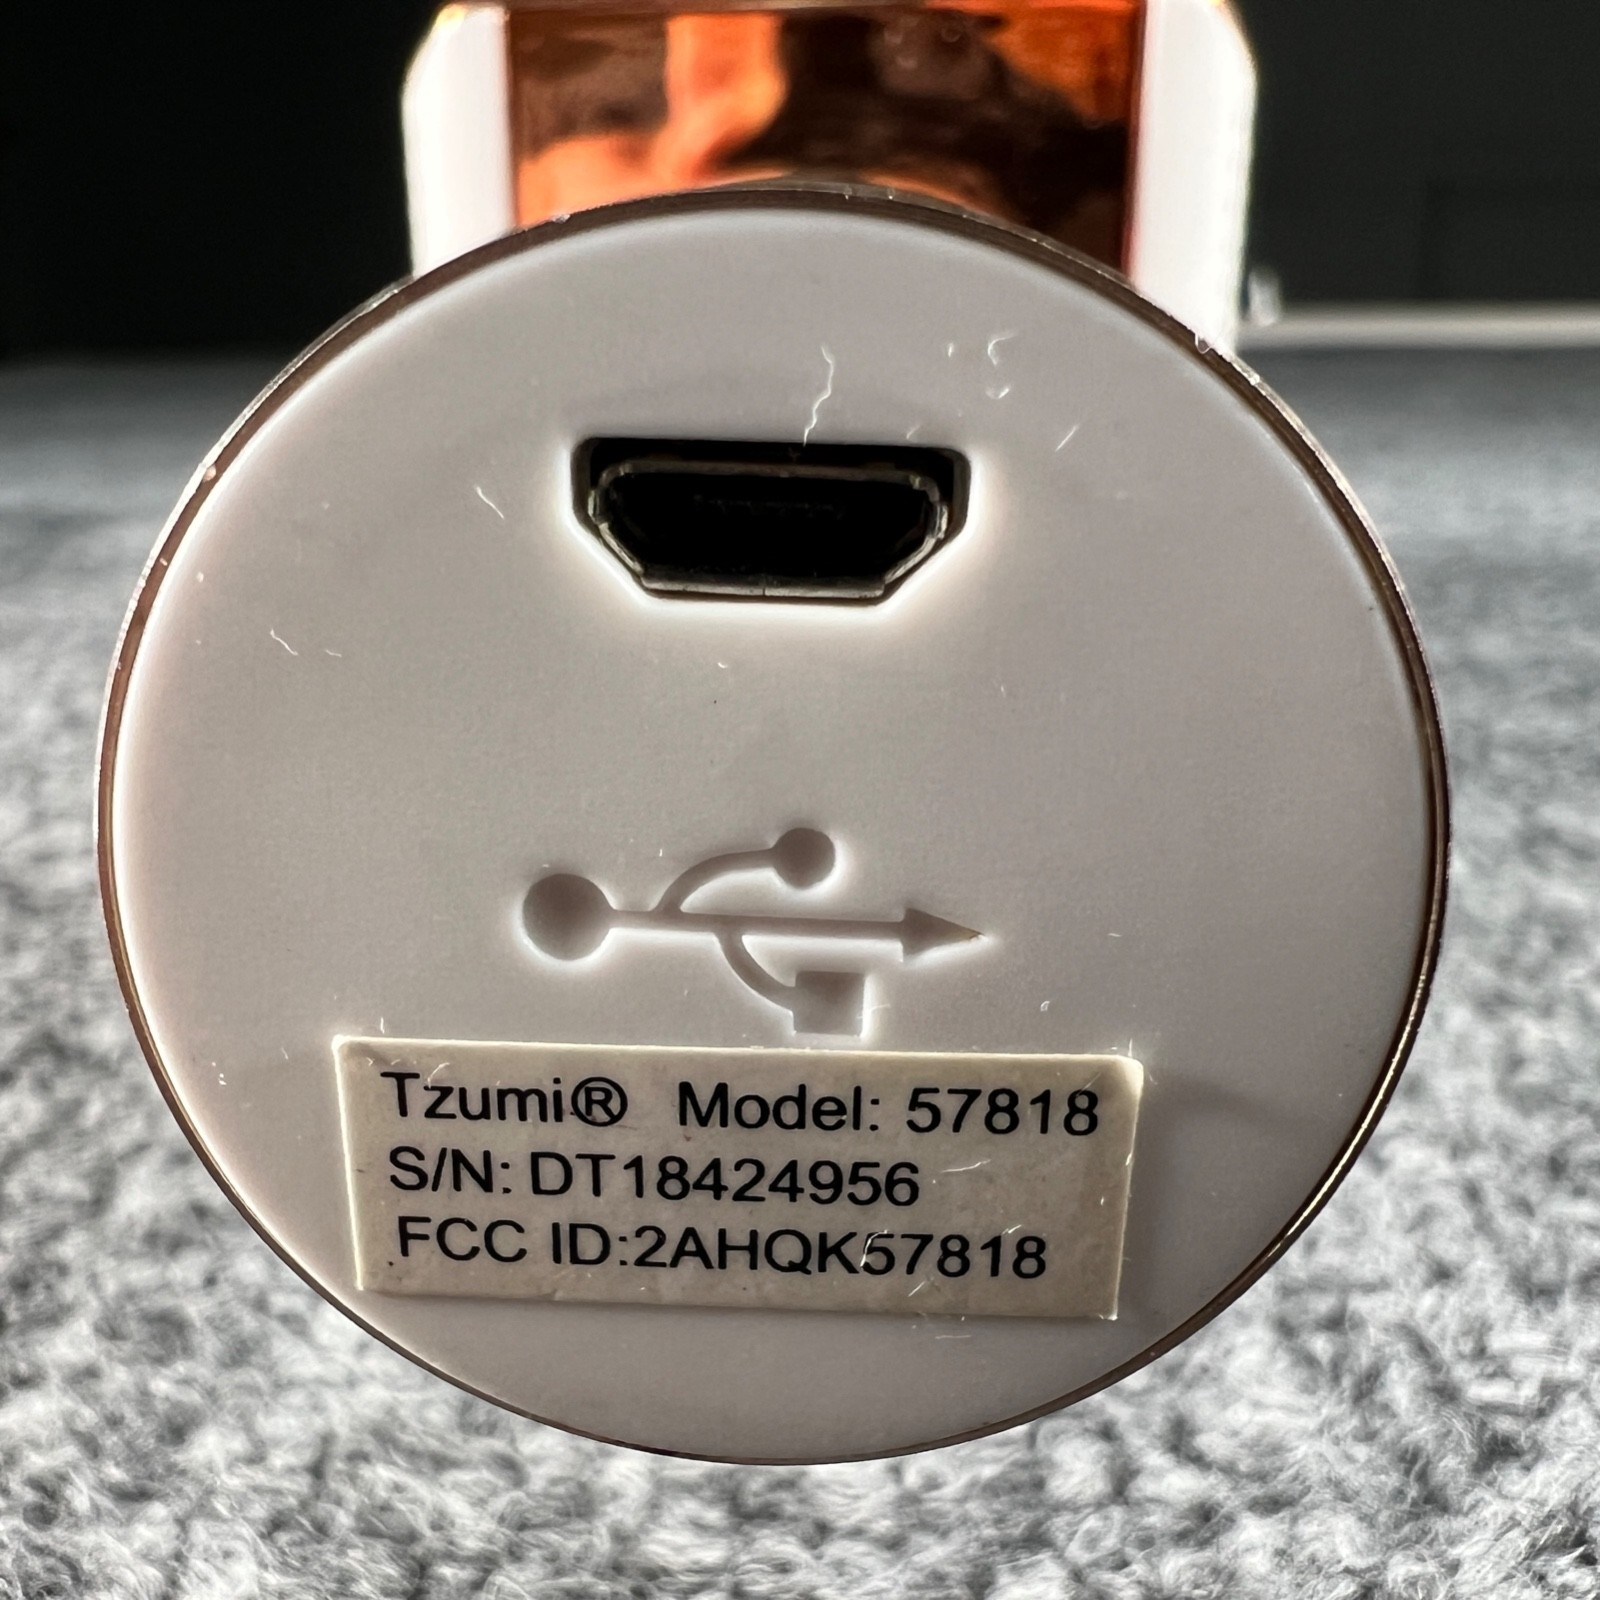 Tzumi® Model: 57818
S/N: DT18424956
FCC ID:2AHQK57818